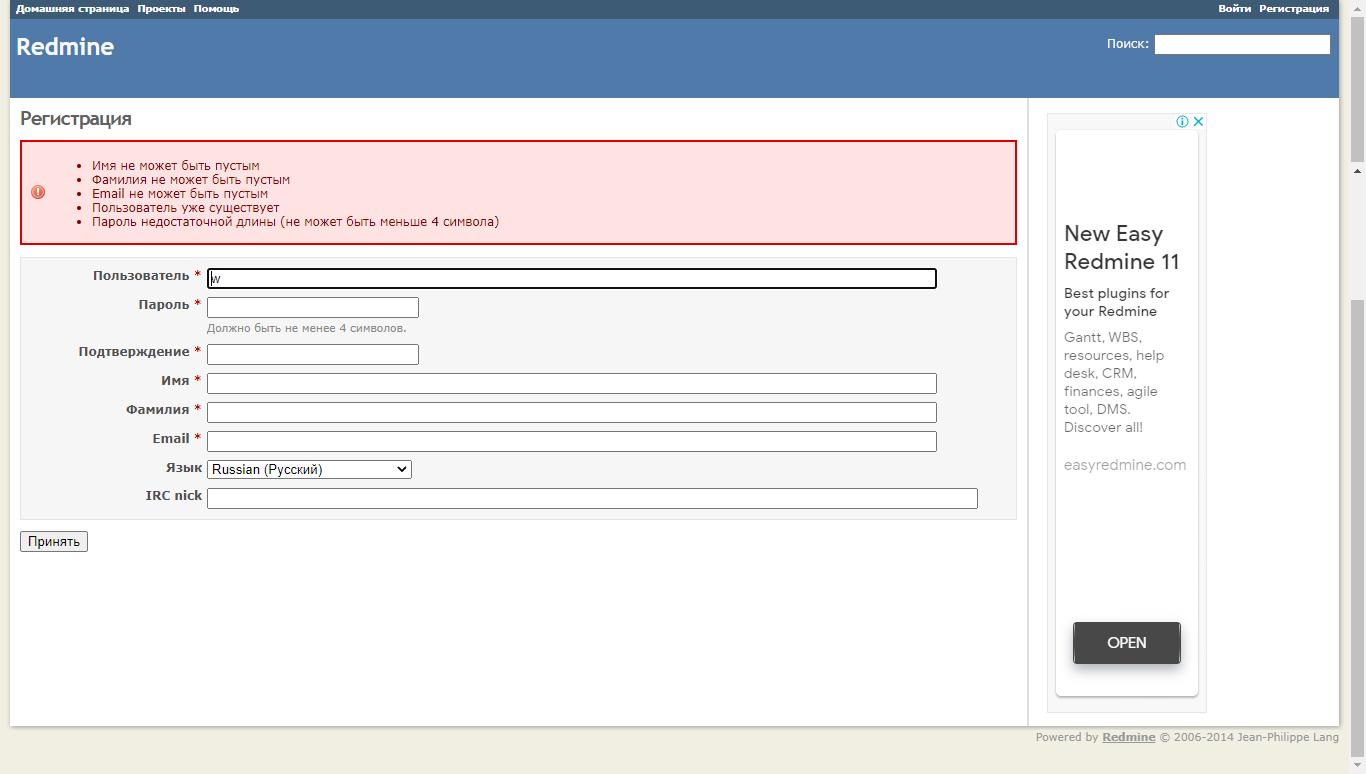 Домашняя страница Проекты Помощь
Войти Регистрация
Redmine
Поиск:
Регистрация
Имя не может быть пустым
Фамилия не может быть пустым
Email не может быть пустым
Пользователь уже существует
Пароль недостаточной длины (не может быть меньше 4 символа)
Пользователь *
w
Пароль *
Должно быть не менее 4 символов.
Подтверждение *
Имя *
Фамилия *
Email *
Язык
Russian (Русский)
IRC nick
Принять
New Easy
Redmine 11
Best plugins for
your Redmine
Gantt, WBS,
resources, help
desk, CRM,
finances, agile
tool, DMS.
Discover all!
easyredmine.com
OPEN
Powered by Redmine © 2006-2014 Jean-Philippe Lang